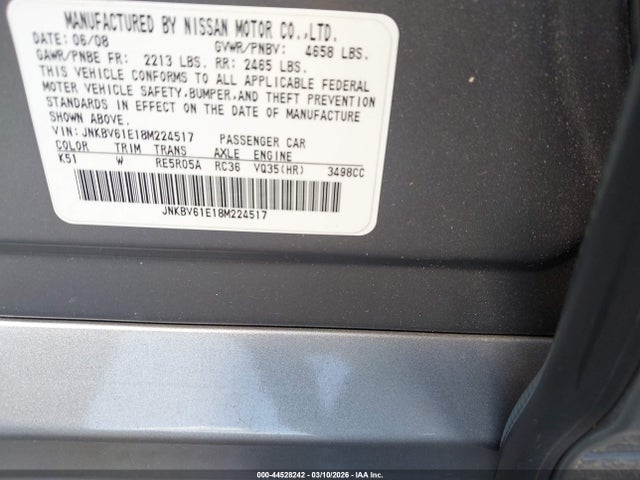 MANUFACTURED BY NISSAN MOTOR CO.,LTD.
DATE: 06/08 GVWR/PNBV: 4658 LBS.
GAWR/PNBE FR: 2213 LBS. RR: 2465 LBS.
THIS VEHICLE CONFORMS TO ALL APPLICABLE FEDERAL
MOTOR VEHICLE SAFETY,BUMPER,AND THEFT PREVENTION
STANDARDS IN EFFECT ON THE DATE OF MANUFACTURE
SHOWN ABOVE.
VIN: JNKBV61E18M224517 PASSENGER CAR
COLOR TRIM TRANS AXLE ENGINE
K51 W RE5R05A RC36 VQ35(HR) 3498CC
JNKBV61E18M224517
000-44528242 - 03/10/2026 - IAA Inc.